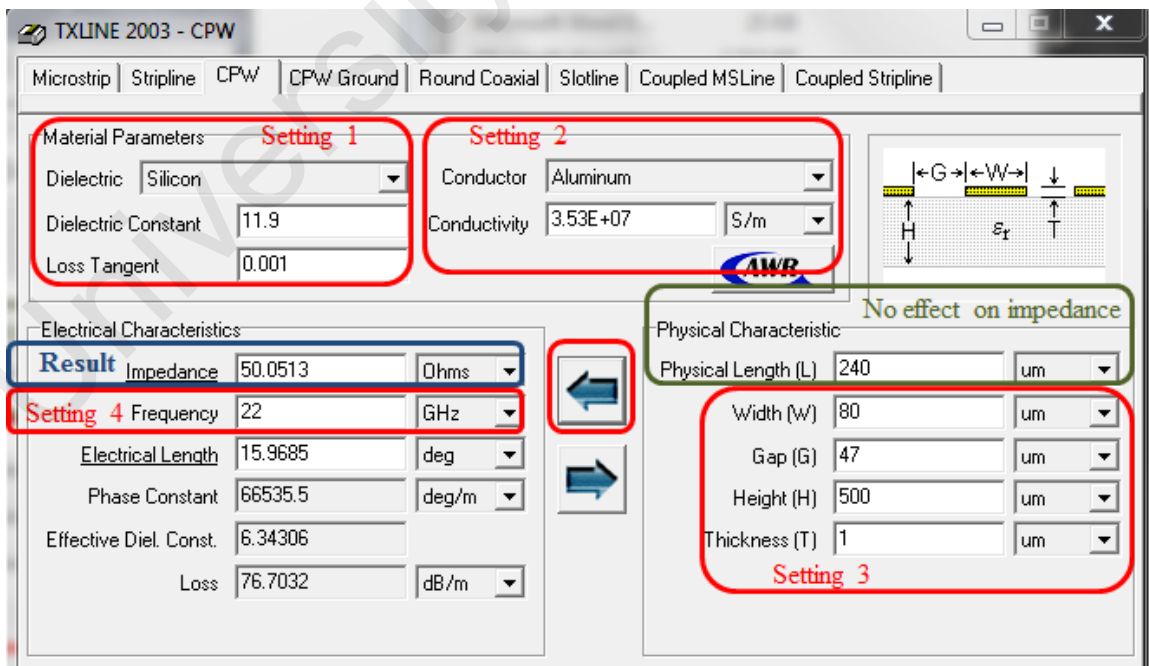 TXLINE 2003 - CPW
Microstrip Stripline CPW CPW Ground Round Coaxial Slotline Coupled MSLine Coupled Stripline
Material Parameters
Setting 1
Dielectric Silicon
Dielectric Constant 11.9
Loss Tangent 0.001
Setting 2
Conductor Aluminum
Conductivity 3.53E+07 S/m
AWR
G W
H εr T
Electrical Characteristics
Result Impedance 50.0513 Ohms
Setting 4 Frequency 22 GHz
Electrical Length 15.9685 deg
Phase Constant 66535.5 deg/m
Effective Diel. Const. 6.34306
Loss 76.7032 dB/m
No effect on impedance
Physical Characteristic
Physical Length (L) 240 um
Width (W) 80 um
Gap (G) 47 um
Height (H) 500 um
Thickness (T) 1 um
Setting 3
University